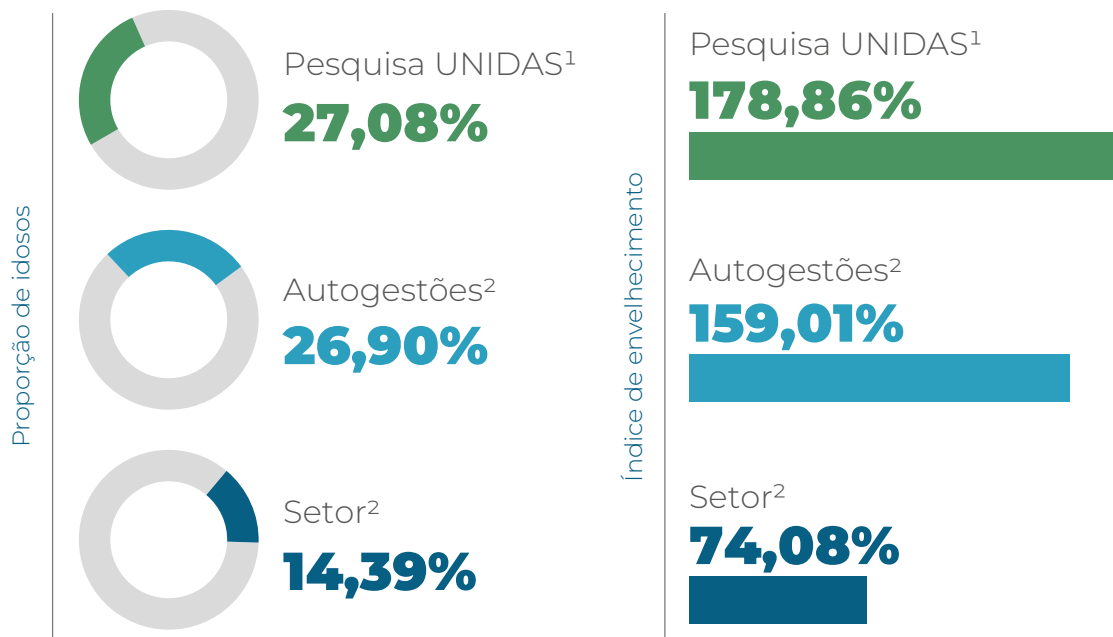 Proporção de idosos
Pesquisa UNIDAS¹
27,08%
Autogestões²
26,90%
Setor²
14,39%
Índice de envelhecimento
Pesquisa UNIDAS¹
178,86%
Autogestões²
159,01%
Setor²
74,08%